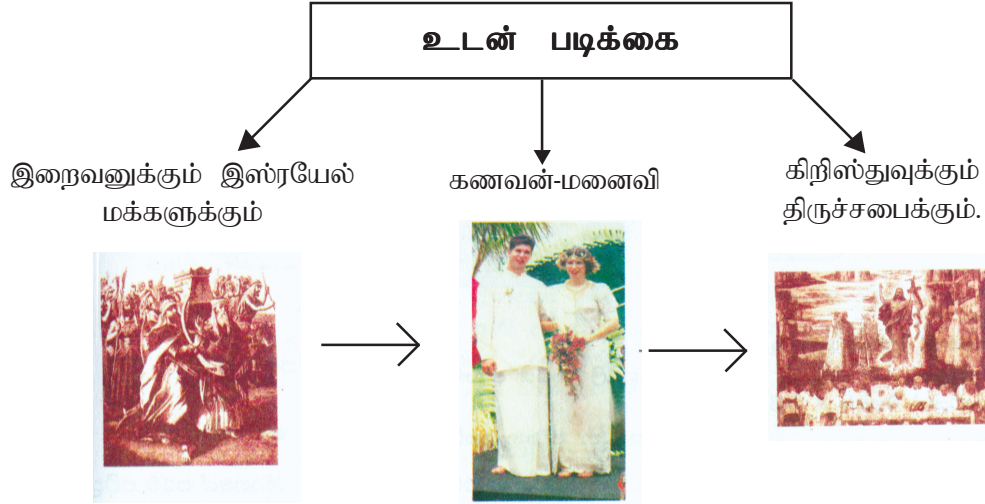 உடன் படிக்கை
இறைவனுக்கும் இஸ்ரயேல்
மக்களுக்கும்
கணவன்-மனைவி
கிறிஸ்துவுக்கும்
திருச்சபைக்கும்.